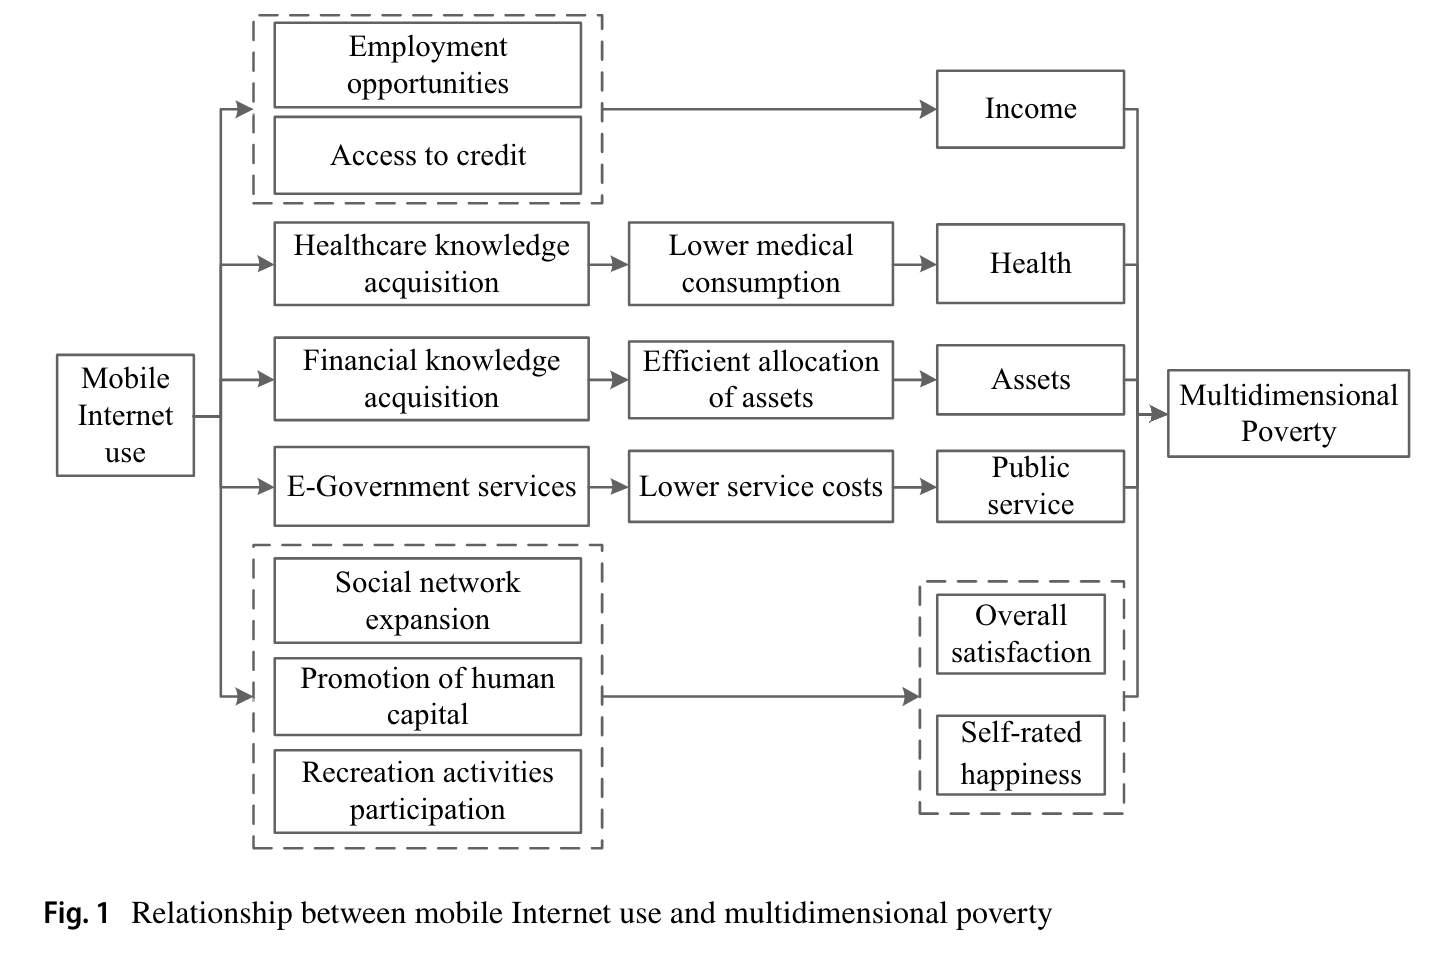 Employment
opportunities
Access to credit
Income
Healthcare knowledge
acquisition
Lower medical
consumption
Health
Mobile
Internet
use
Financial knowledge
acquisition
Efficient allocation
of assets
Assets
Multidimensional
Poverty
E-Government services
Lower service costs
Public
service
Social network
expansion
Promotion of human
capital
Recreation activities
participation
Overall
satisfaction
Self-rated
happiness
Fig. 1 Relationship between mobile Internet use and multidimensional poverty